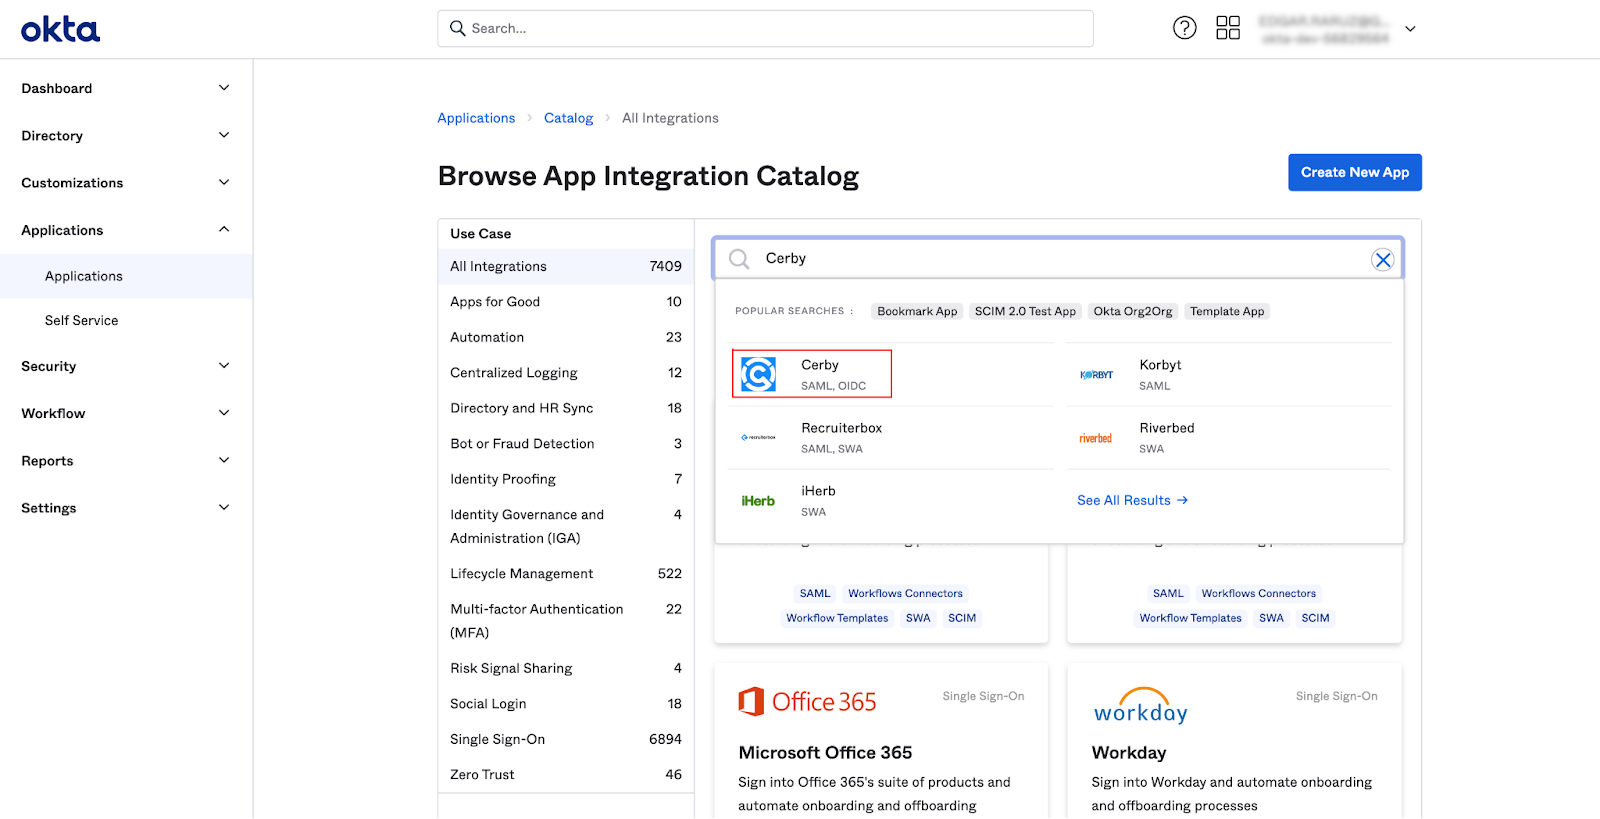 okta
Search...
Dashboard
Directory
Customizations
Applications
Applications
Self Service
Security
Workflow
Reports
Settings
Applications › Catalog › All Integrations
Browse App Integration Catalog
Create New App
Use Case
All Integrations 7409
Apps for Good 10
Automation 23
Centralized Logging 12
Directory and HR Sync 18
Bot or Fraud Detection 3
Identity Proofing 7
Identity Governance and 4
Administration (IGA)
Lifecycle Management 522
Multi-factor Authentication 22
(MFA)
Risk Signal Sharing 4
Social Login 18
Single Sign-On 6894
Zero Trust 46
Cerby
POPULAR SEARCHES : Bookmark App SCIM 2.0 Test App Okta Org2Org Template App
Cerby
SAML, OIDC
KORBYT
Korbyt
SAML
recruiterbox
Recruiterbox
SAML, SWA
riverbed
Riverbed
SWA
iHerb
iHerb
SWA
See All Results →
SAML Workflows Connectors
Workflow Templates SWA SCIM
SAML Workflows Connectors
Workflow Templates SWA SCIM
Office 365
Single Sign-On
Microsoft Office 365
Sign into Office 365's suite of products and
automate onboarding and offboarding
workday
Single Sign-On
Workday
Sign into Workday and automate onboarding
and offboarding processes